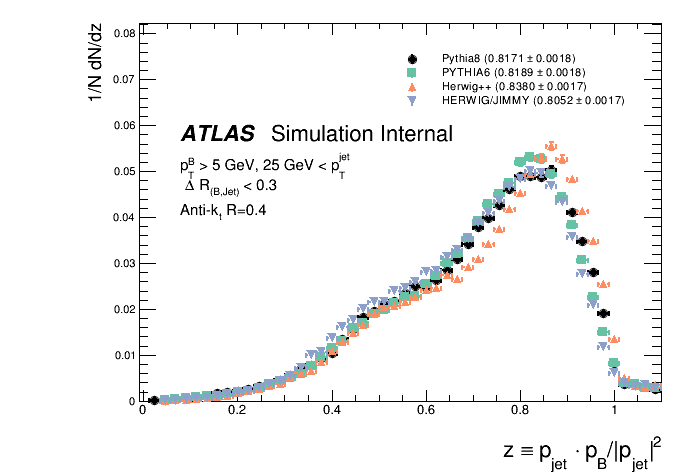 1/N dN/dz
0.08
0.07
0.06
0.05
0.04
0.03
0.02
0.01
0
Pythia8 (0.8171 ± 0.0018)
PYTHIA6 (0.8189 ± 0.0018)
Herwig++ (0.8380 ± 0.0017)
HERWIG/JIMMY (0.8052 ± 0.0017)
ATLAS Simulation Internal
p_T^B > 5 GeV, 25 GeV < p_T^jet
Δ R_(B,Jet) < 0.3
Anti-k_t R=0.4
0 0.2 0.4 0.6 0.8 1
z ≡ p_jet · p_B/|p_jet|^2